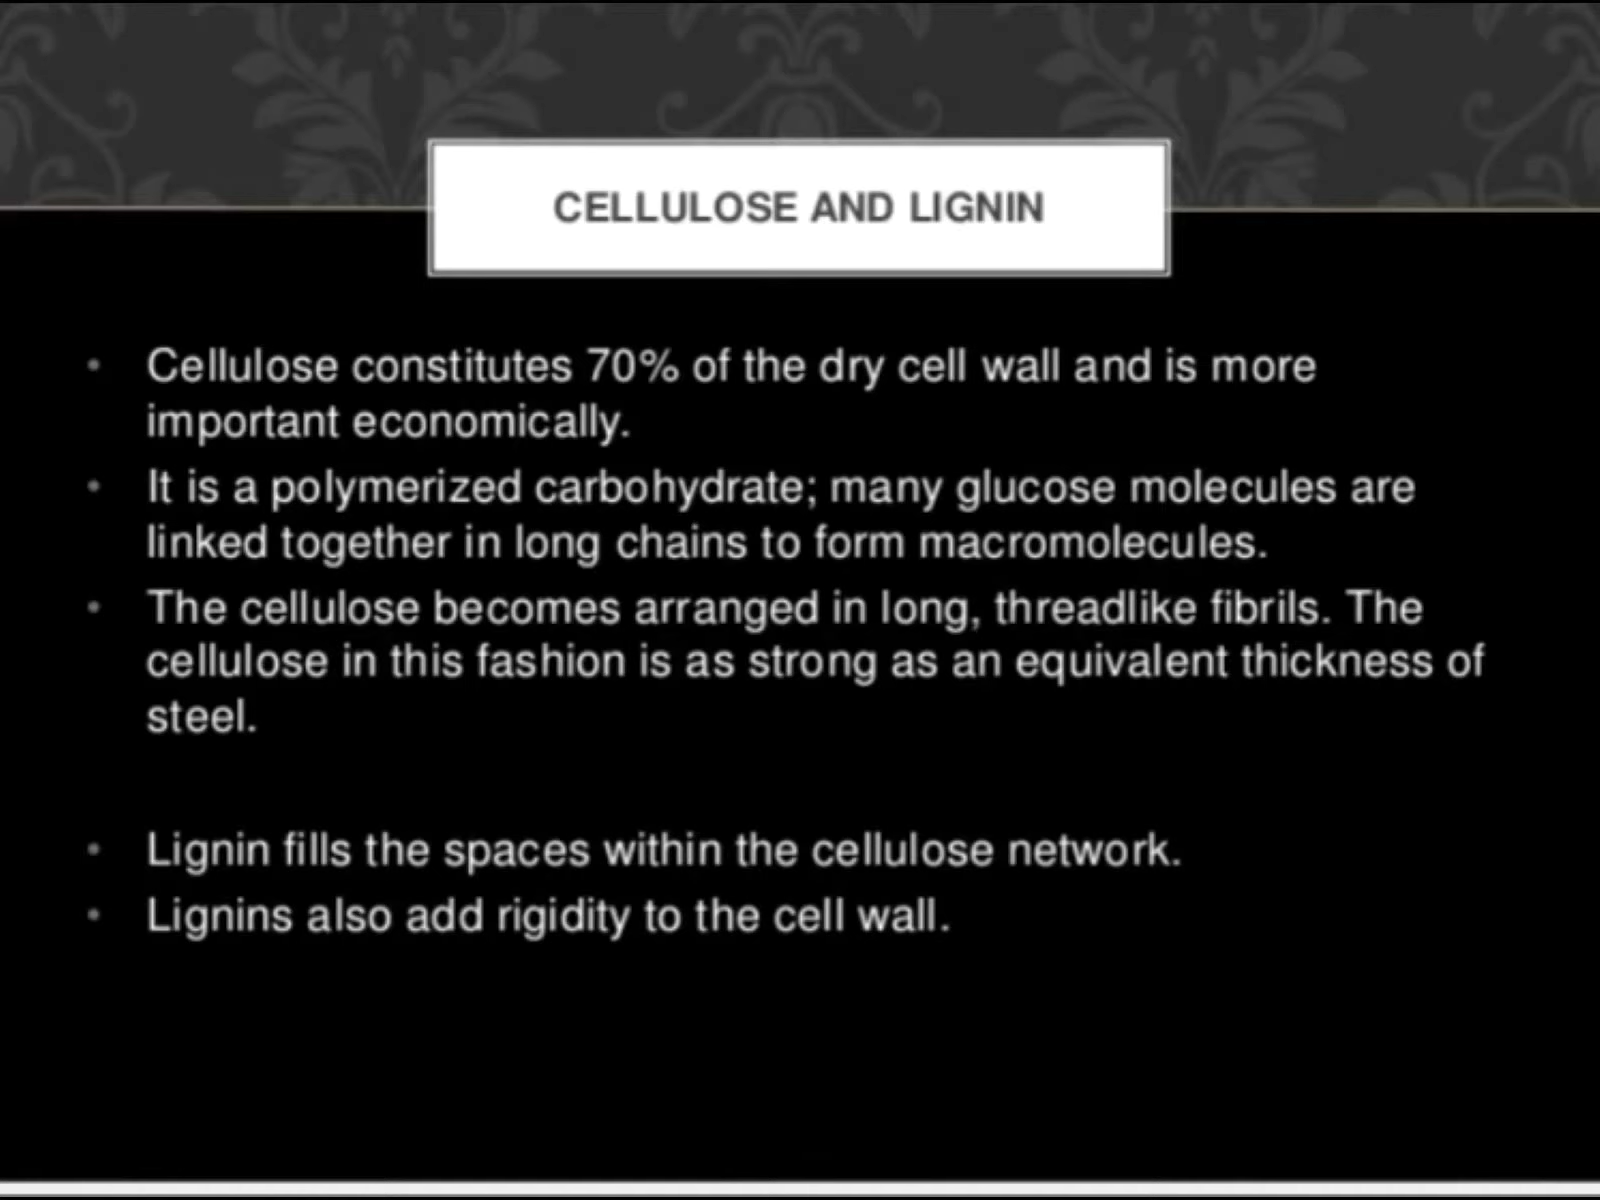 CELLULOSE AND LIGNIN
• Cellulose constitutes 70% of the dry cell wall and is more
important economically.
• It is a polymerized carbohydrate; many glucose molecules are
linked together in long chains to form macromolecules.
• The cellulose becomes arranged in long, threadlike fibrils. The
cellulose in this fashion is as strong as an equivalent thickness of
steel.
• Lignin fills the spaces within the cellulose network.
• Lignins also add rigidity to the cell wall.